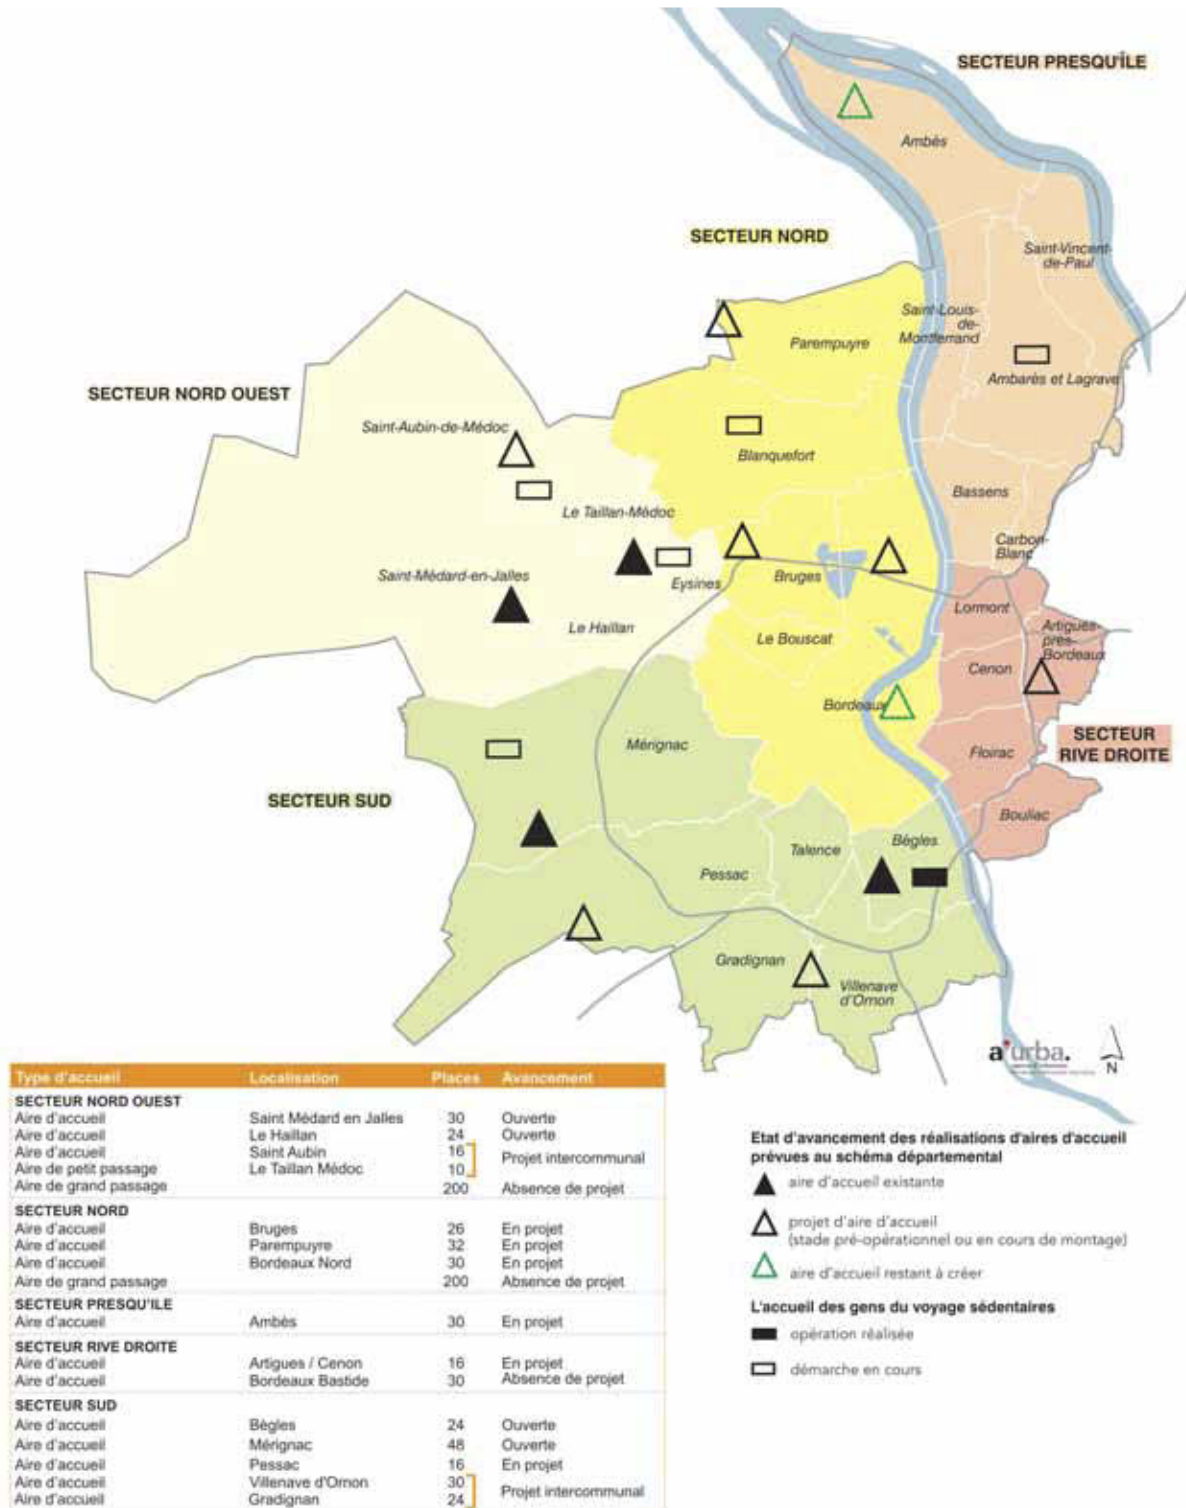 SECTEUR PRESQU'ÎLE
Ambès
SECTEUR NORD
Saint-Vincent-
de-Paul
Saint-Louis-
de-
Montferrand
Parempuyre
Ambarès et Lagrave
SECTEUR NORD OUEST
Saint-Aubin-de-Médoc
Blanquefort
Bassens
Le Taillan-Médoc
Carbon-
Blanc
Saint-Médard-en-Jalles
Eysines
Bruges
Lormont
Le Haillan
Le Bouscat
Artigues-
près-
Bordeaux
Cenon
Bordeaux
SECTEUR
RIVE DROITE
Mérignac
Floirac
SECTEUR SUD
Bouliac
Talence
Bègles
Pessac
Gradignan
Villenave
d'Ornon
a'urba.
N
Type d'accueil Localisation Places Avancement
SECTEUR NORD OUEST
Aire d'accueil Saint Médard en Jalles 30 Ouverte
Aire d'accueil Le Haillan 24 Ouverte
Aire d'accueil Saint Aubin 16
Projet intercommunal
Aire de petit passage Le Taillan Médoc 10
Aire de grand passage 200 Absence de projet
SECTEUR NORD
Aire d'accueil Bruges 26 En projet
Aire d'accueil Parempuyre 32 En projet
Aire d'accueil Bordeaux Nord 30 En projet
Aire de grand passage 200 Absence de projet
SECTEUR PRESQU'ILE
Aire d'accueil Ambès 30 En projet
SECTEUR RIVE DROITE
Aire d'accueil Artigues / Cenon 16 En projet
Aire d'accueil Bordeaux Bastide 30 Absence de projet
SECTEUR SUD
Aire d'accueil Bègles 24 Ouverte
Aire d'accueil Mérignac 48 Ouverte
Aire d'accueil Pessac 16 En projet
Aire d'accueil Villenave d'Ornon 30
Projet intercommunal
Aire d'accueil Gradignan 24
Etat d'avancement des réalisations d'aires d'accueil
prévues au schéma départemental
aire d'accueil existante
projet d'aire d'accueil
(stade pré-opérationnel ou en cours de montage)
aire d'accueil restant à créer
L'accueil des gens du voyage sédentaires
opération réalisée
démarche en cours